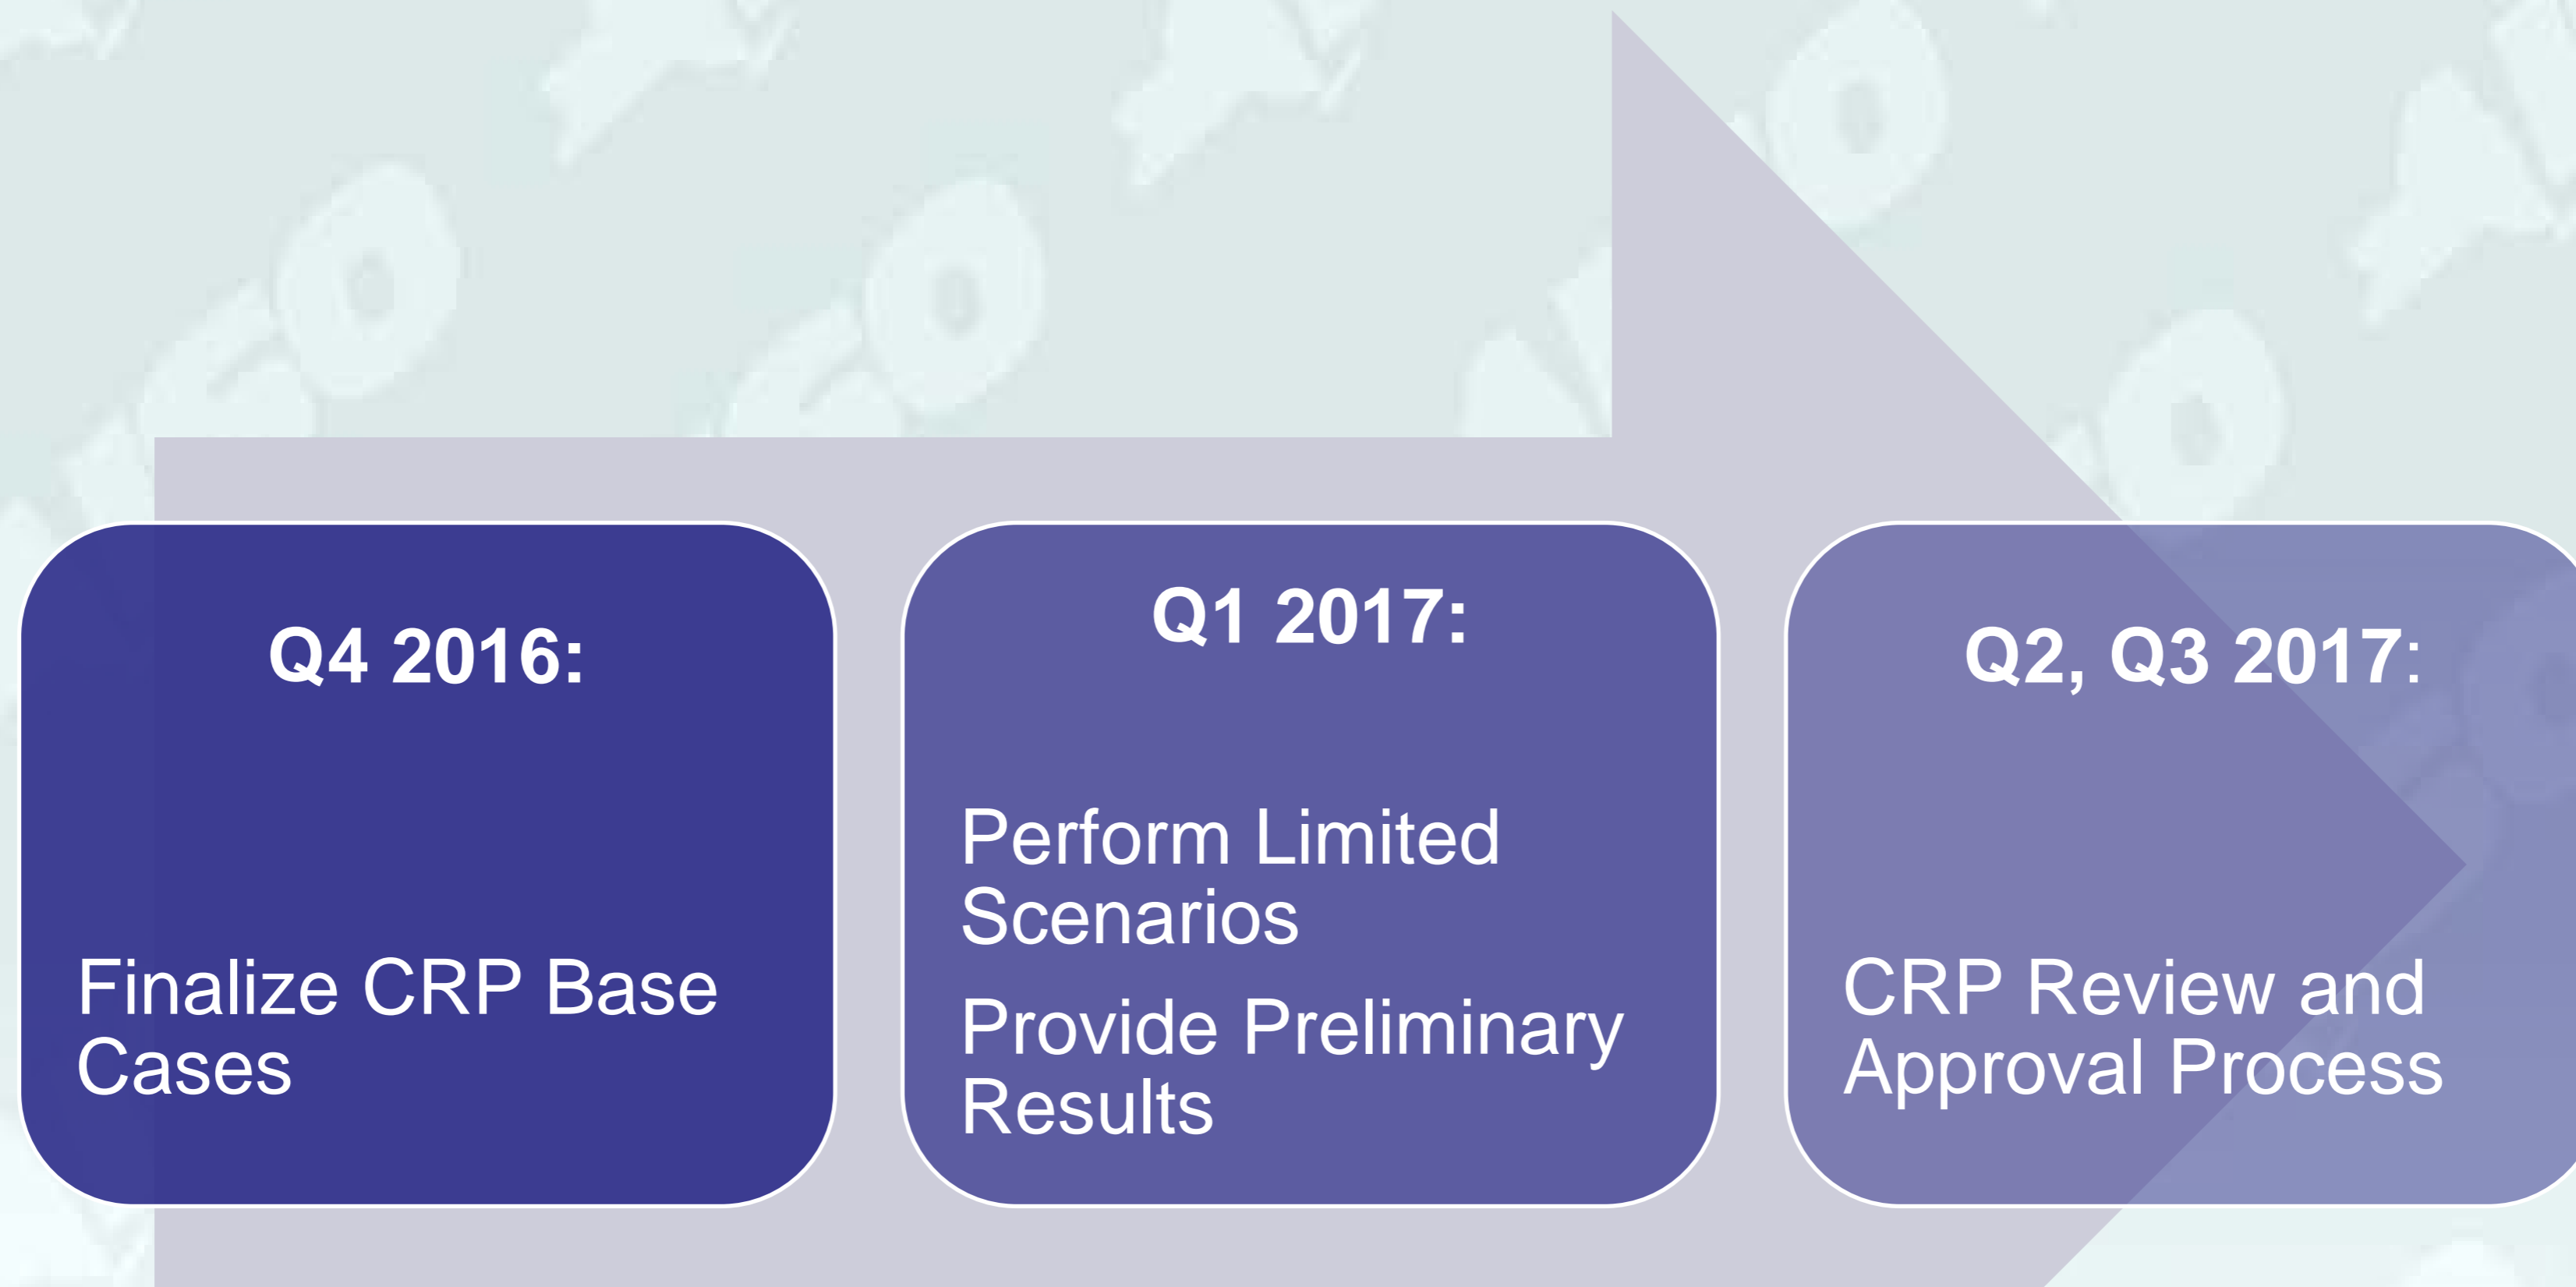 Q4 2016:
Finalize CRP Base
Cases
Q1 2017:
Perform Limited
Scenarios
Provide Preliminary
Results
Q2, Q3 2017:
CRP Review and
Approval Process